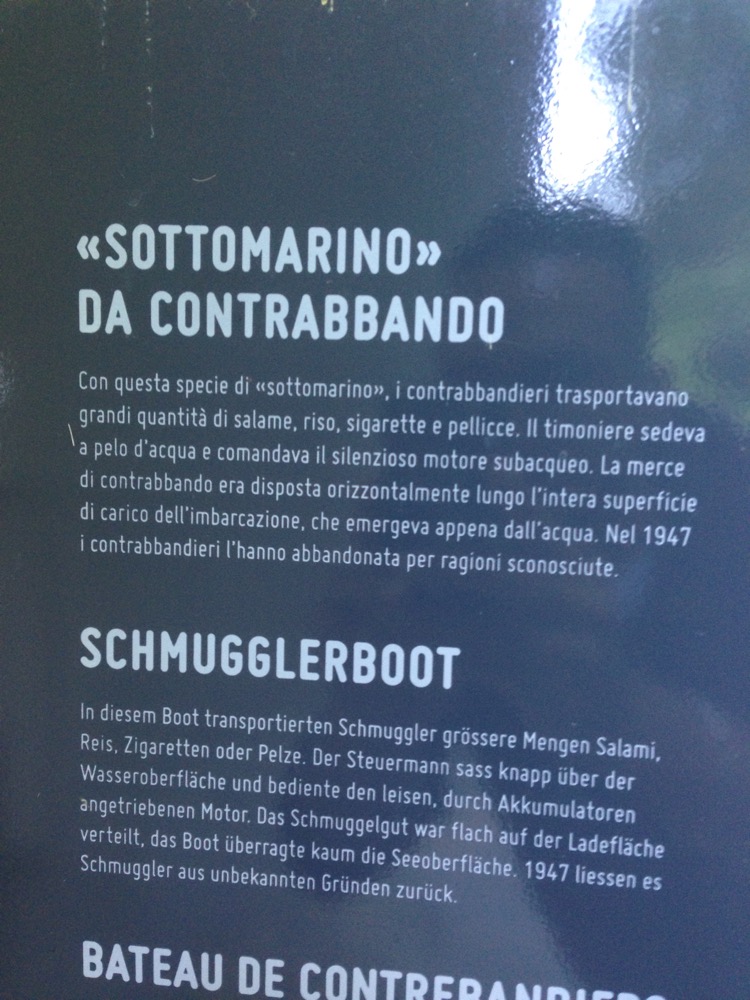 «SOTTOMARINO»
DA CONTRABBANDO
Con questa specie di «sottomarino», i contrabbandieri trasportavano
grandi quantità di salame, riso, sigarette e pellicce. Il timoniere sedeva
a pelo d'acqua e comandava il silenzioso motore subacqueo. La merce
di contrabbando era disposta orizzontalmente lungo l'intera superficie
di carico dell'imbarcazione, che emergeva appena dall'acqua. Nel 1947
i contrabbandieri l'hanno abbandonata per ragioni sconosciute.
SCHMUGGLERBOOT
In diesem Boot transportierten Schmuggler grössere Mengen Salami,
Reis, Zigaretten oder Pelze. Der Steuermann sass knapp über der
Wasseroberfläche und bediente den leisen, durch Akkumulatoren
angetriebenen Motor. Das Schmuggelgut war flach auf der Ladefläche
verteilt, das Boot überragte kaum die Seeoberfläche. 1947 liessen es
Schmuggler aus unbekannten Gründen zurück.
BATEAU DE CONTREBANDIERS